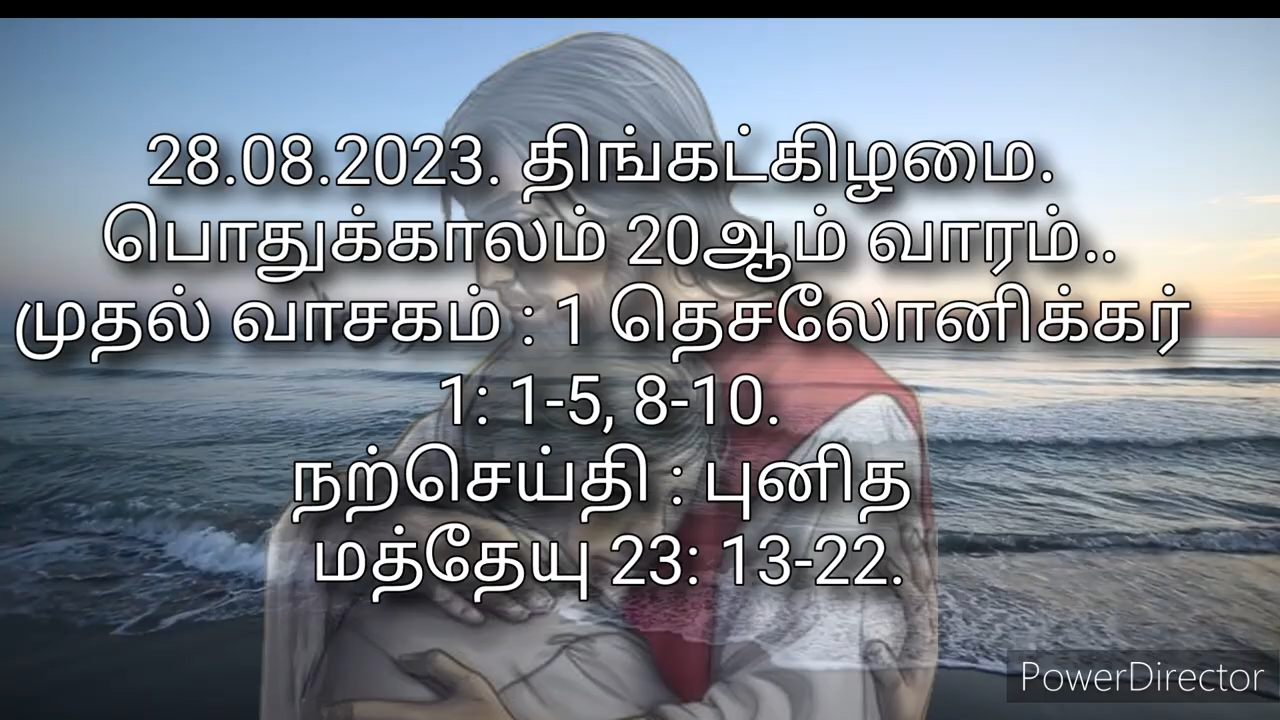 28.08.2023. திங்கட்கிழமை.
பொதுக்காலம் 20ஆம் வாரம்..
முதல் வாசகம் : 1 தெசலோனிக்கர்
1: 1-5, 8-10.
நற்செய்தி : புனித
மத்தேயு 23: 13-22.
PowerDirector